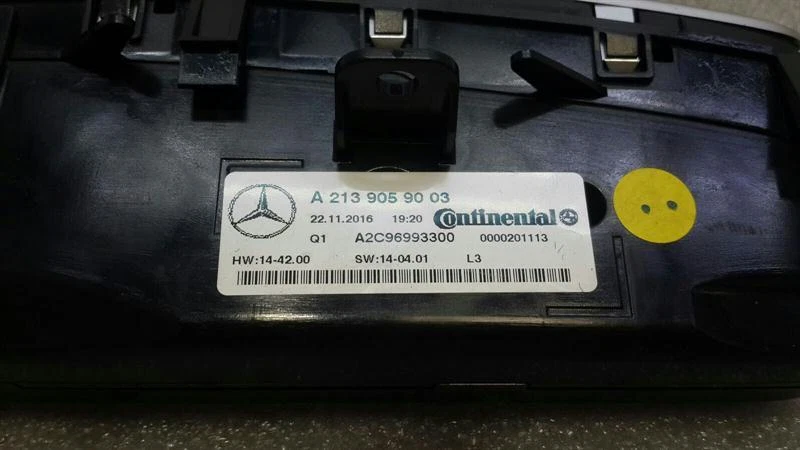 A 213 905 90 03
22.11.2016 19:20 Continental
Q1 A2C96993300 0000201113
HW:14-42.00 SW:14-04.01 L3